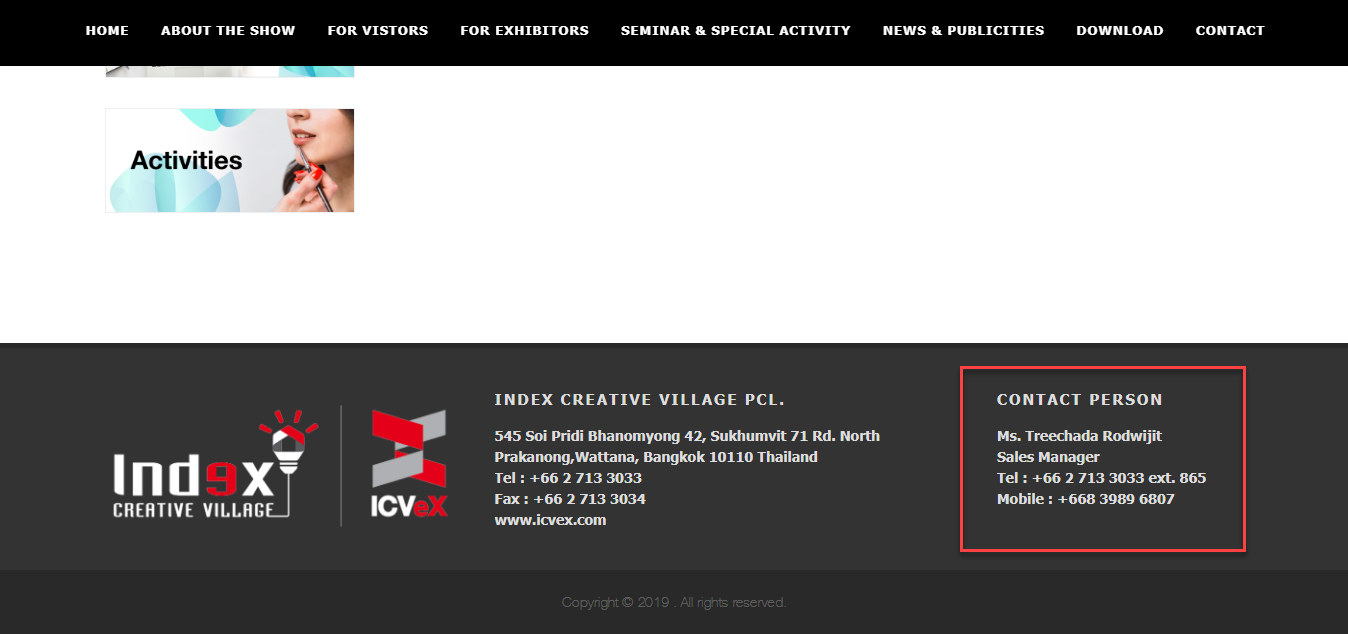 HOME ABOUT THE SHOW FOR VISTORS FOR EXHIBITORS SEMINAR & SPECIAL ACTIVITY NEWS & PUBLICITIES DOWNLOAD CONTACT
Activities
Index
CREATIVE VILLAGE
ICVeX
INDEX CREATIVE VILLAGE PCL.
545 Soi Pridi Bhanomyong 42, Sukhumvit 71 Rd. North
Prakanong,Wattana, Bangkok 10110 Thailand
Tel : +66 2 713 3033
Fax : +66 2 713 3034
www.icvex.com
CONTACT PERSON
Ms. Treechada Rodwijit
Sales Manager
Tel : +66 2 713 3033 ext. 865
Mobile : +668 3989 6807
Copyright © 2019 . All rights reserved.